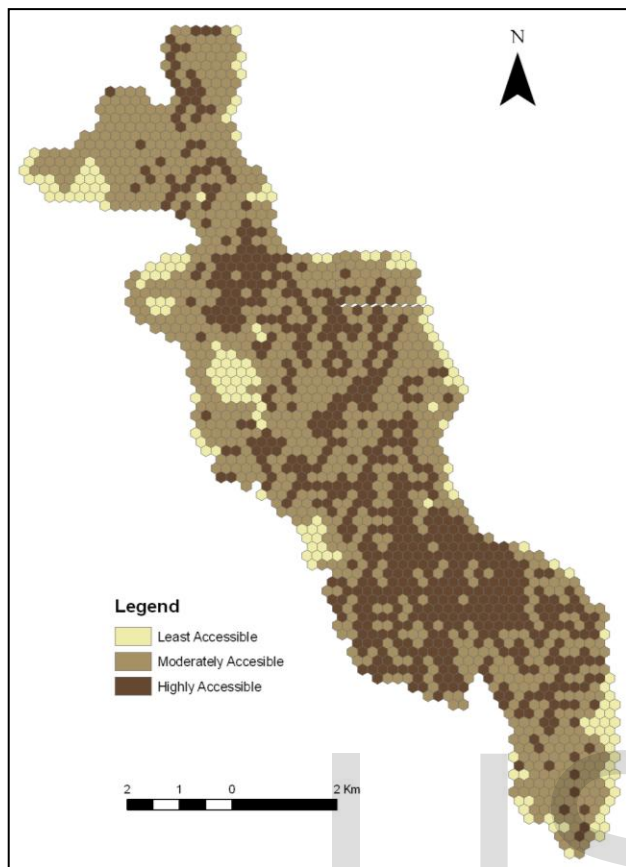 N
Legend
Least Accessible
Moderately Accesible
Highly Accessible
2 1 0 2 Km